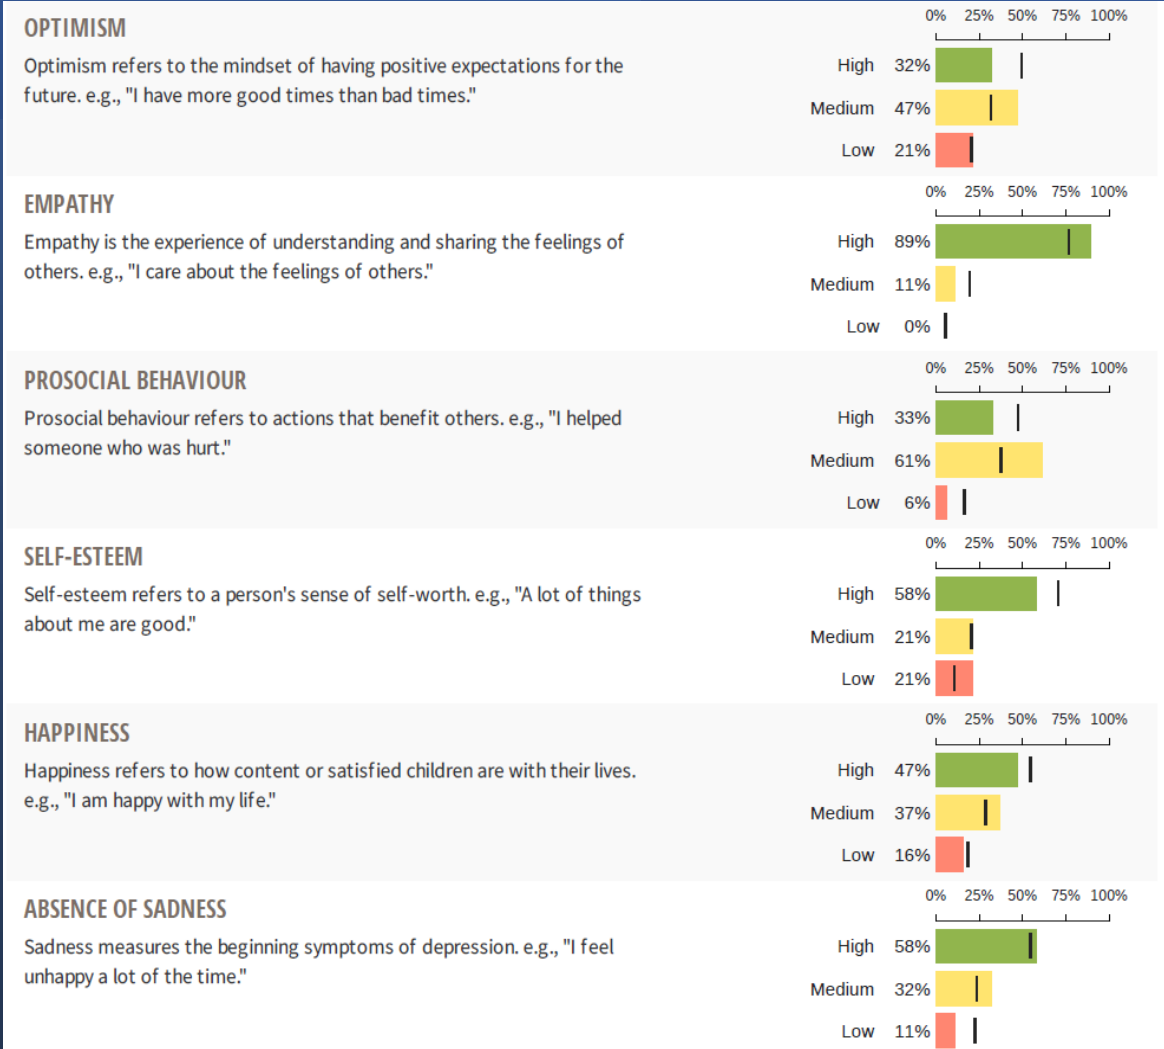 OPTIMISM
Optimism refers to the mindset of having positive expectations for the
future. e.g., "I have more good times than bad times."
0% 25% 50% 75% 100%
High 32%
Medium 47%
Low 21%
EMPATHY
Empathy is the experience of understanding and sharing the feelings of
others. e.g., "I care about the feelings of others."
0% 25% 50% 75% 100%
High 89%
Medium 11%
Low 0%
PROSOCIAL BEHAVIOUR
Prosocial behaviour refers to actions that benefit others. e.g., "I helped
someone who was hurt."
0% 25% 50% 75% 100%
High 33%
Medium 61%
Low 6%
SELF-ESTEEM
Self-esteem refers to a person's sense of self-worth. e.g., "A lot of things
about me are good."
0% 25% 50% 75% 100%
High 58%
Medium 21%
Low 21%
HAPPINESS
Happiness refers to how content or satisfied children are with their lives.
e.g., "I am happy with my life."
0% 25% 50% 75% 100%
High 47%
Medium 37%
Low 16%
ABSENCE OF SADNESS
Sadness measures the beginning symptoms of depression. e.g., "I feel
unhappy a lot of the time."
0% 25% 50% 75% 100%
High 58%
Medium 32%
Low 11%